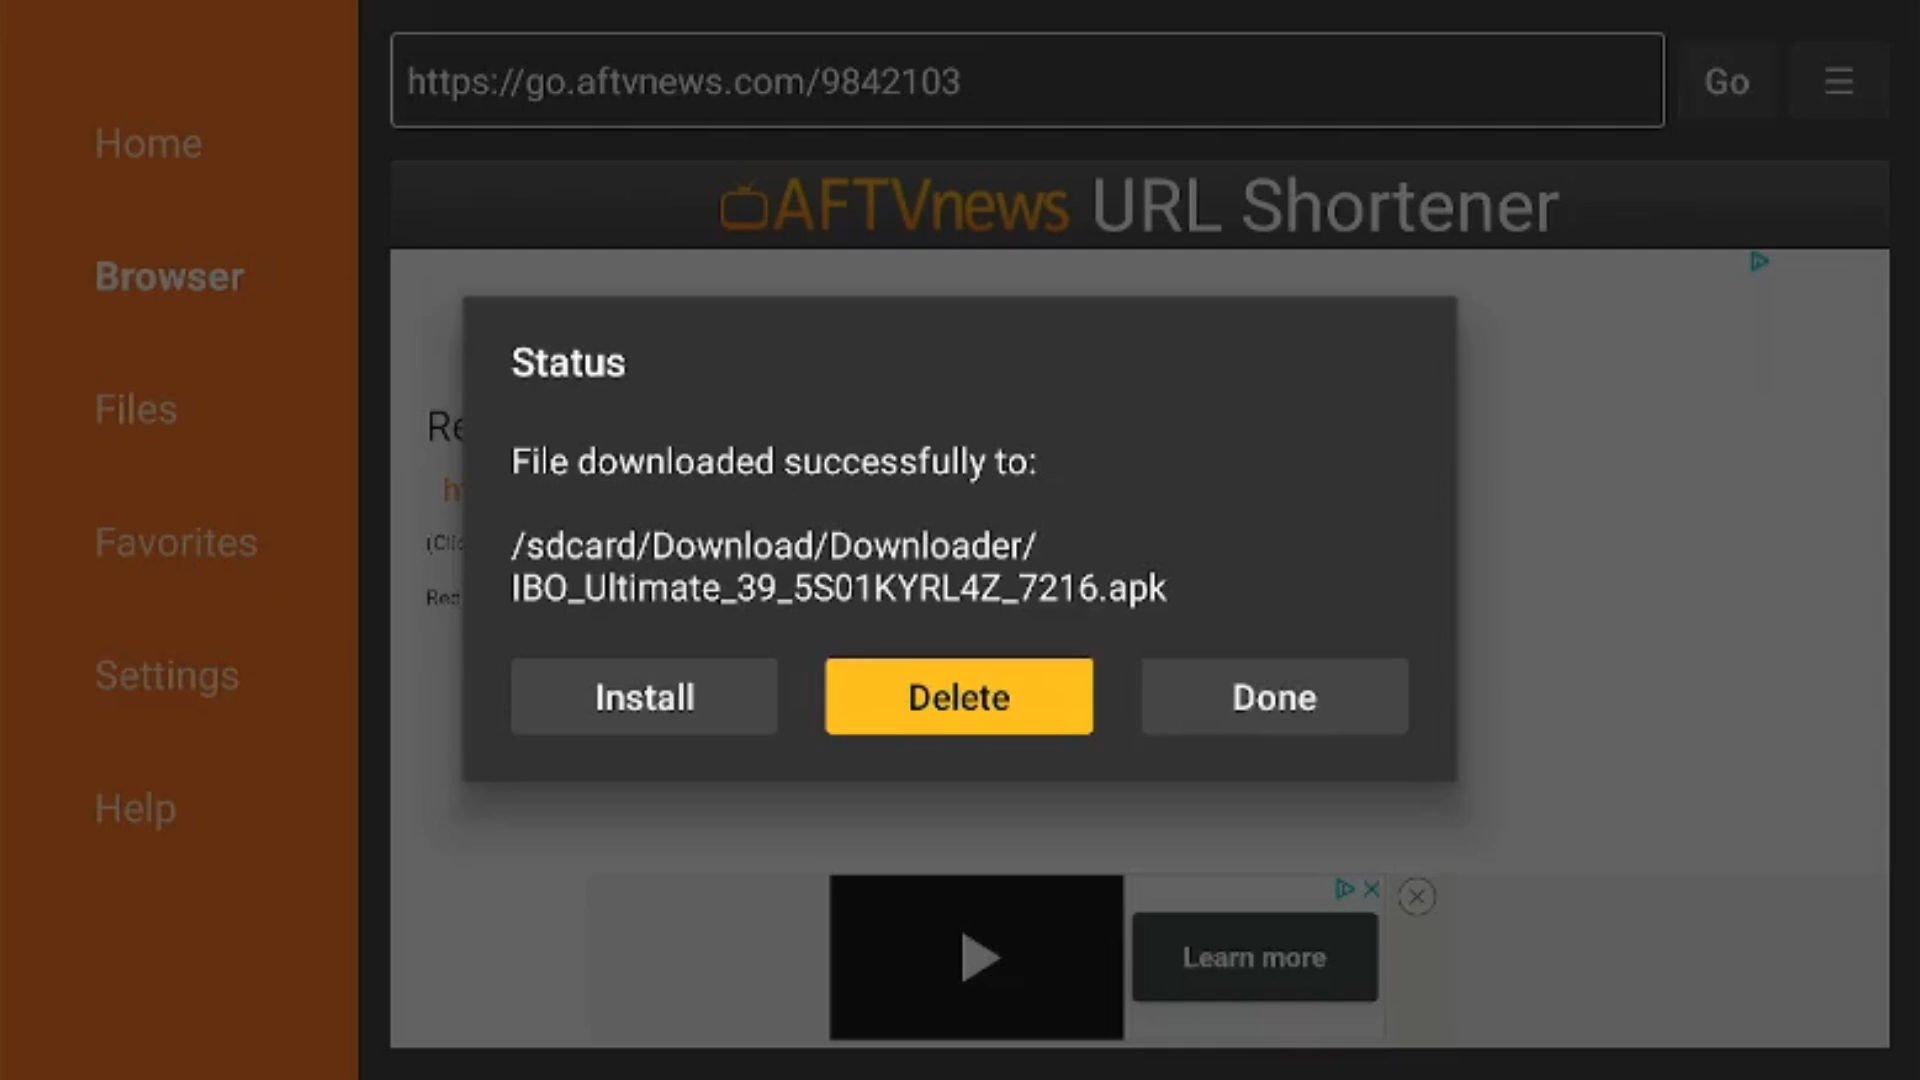 https://go.aftvnews.com/9842103
Go
AFTVnews URL Shortener
Home
Browser
Files
Favorites
Settings
Help
Status
File downloaded successfully to:
/sdcard/Download/Downloader/
IBO_Ultimate_39_5S01KYRL4Z_7216.apk
Install
Delete
Done
Learn more